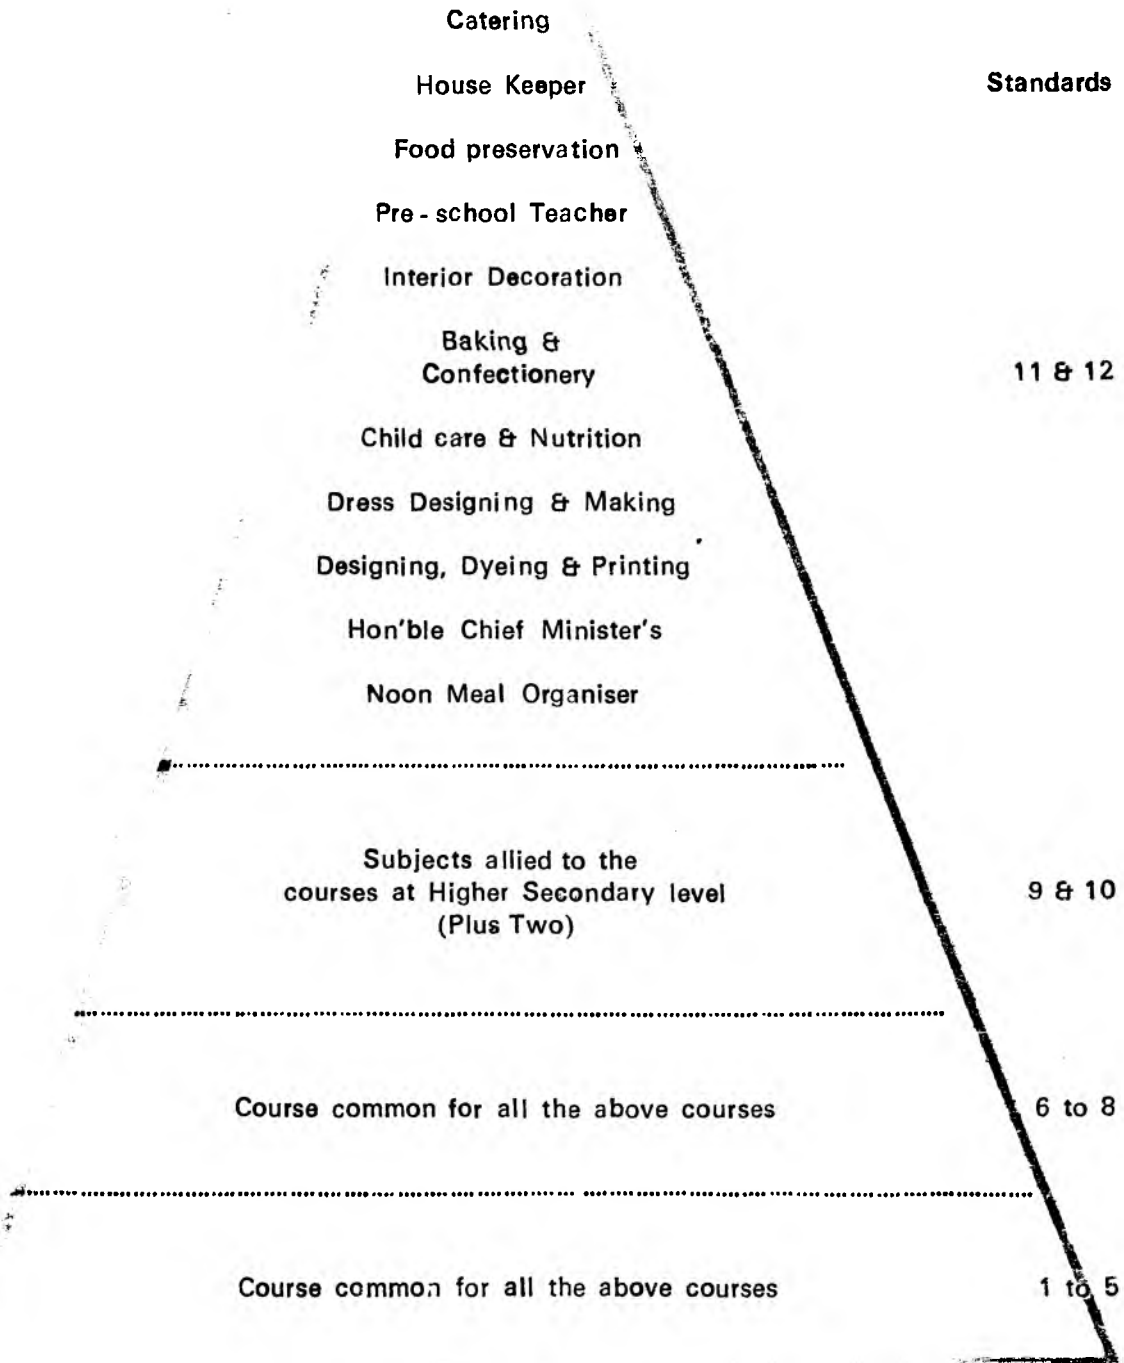 Catering
House Keeper
Standards
Food preservation
Pre - school Teacher
Interior Decoration
Baking &
Confectionery
11 & 12
Child care & Nutrition
Dress Designing & Making
Designing, Dyeing & Printing
Hon'ble Chief Minister's
Noon Meal Organiser
Subjects allied to the
courses at Higher Secondary level
9 & 10
(Plus Two)
Course common for all the above courses
6 to 8
Course common for all the above courses
1 to 5